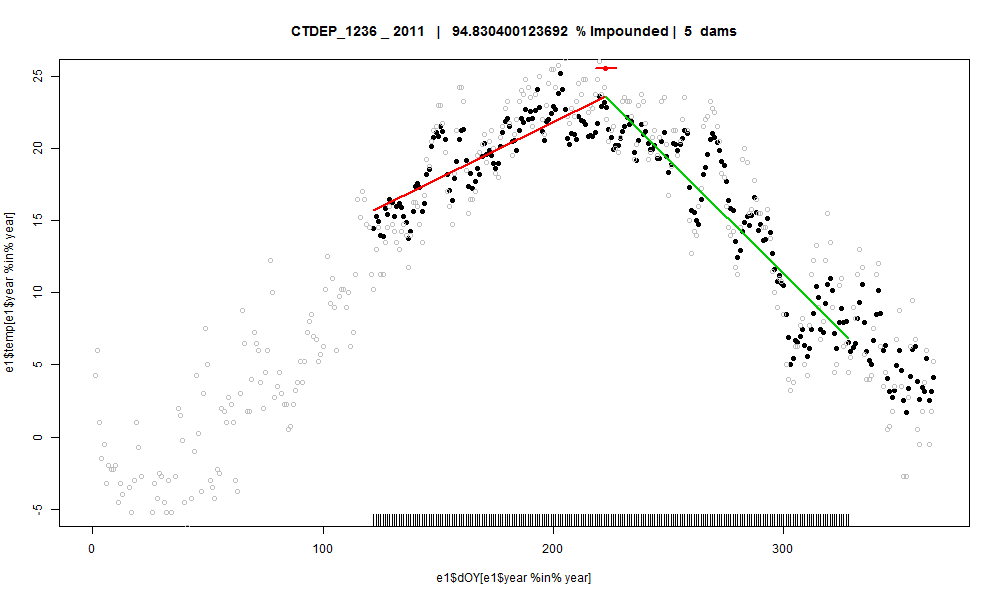 CTDEP_1236 _ 2011 | 94.830400123692 % Impounded | 5 dams
e1$temp[e1$year %in% year]
25
20
15
10
5
0
-5
0 100 200 300
e1$dOY[e1$year %in% year]